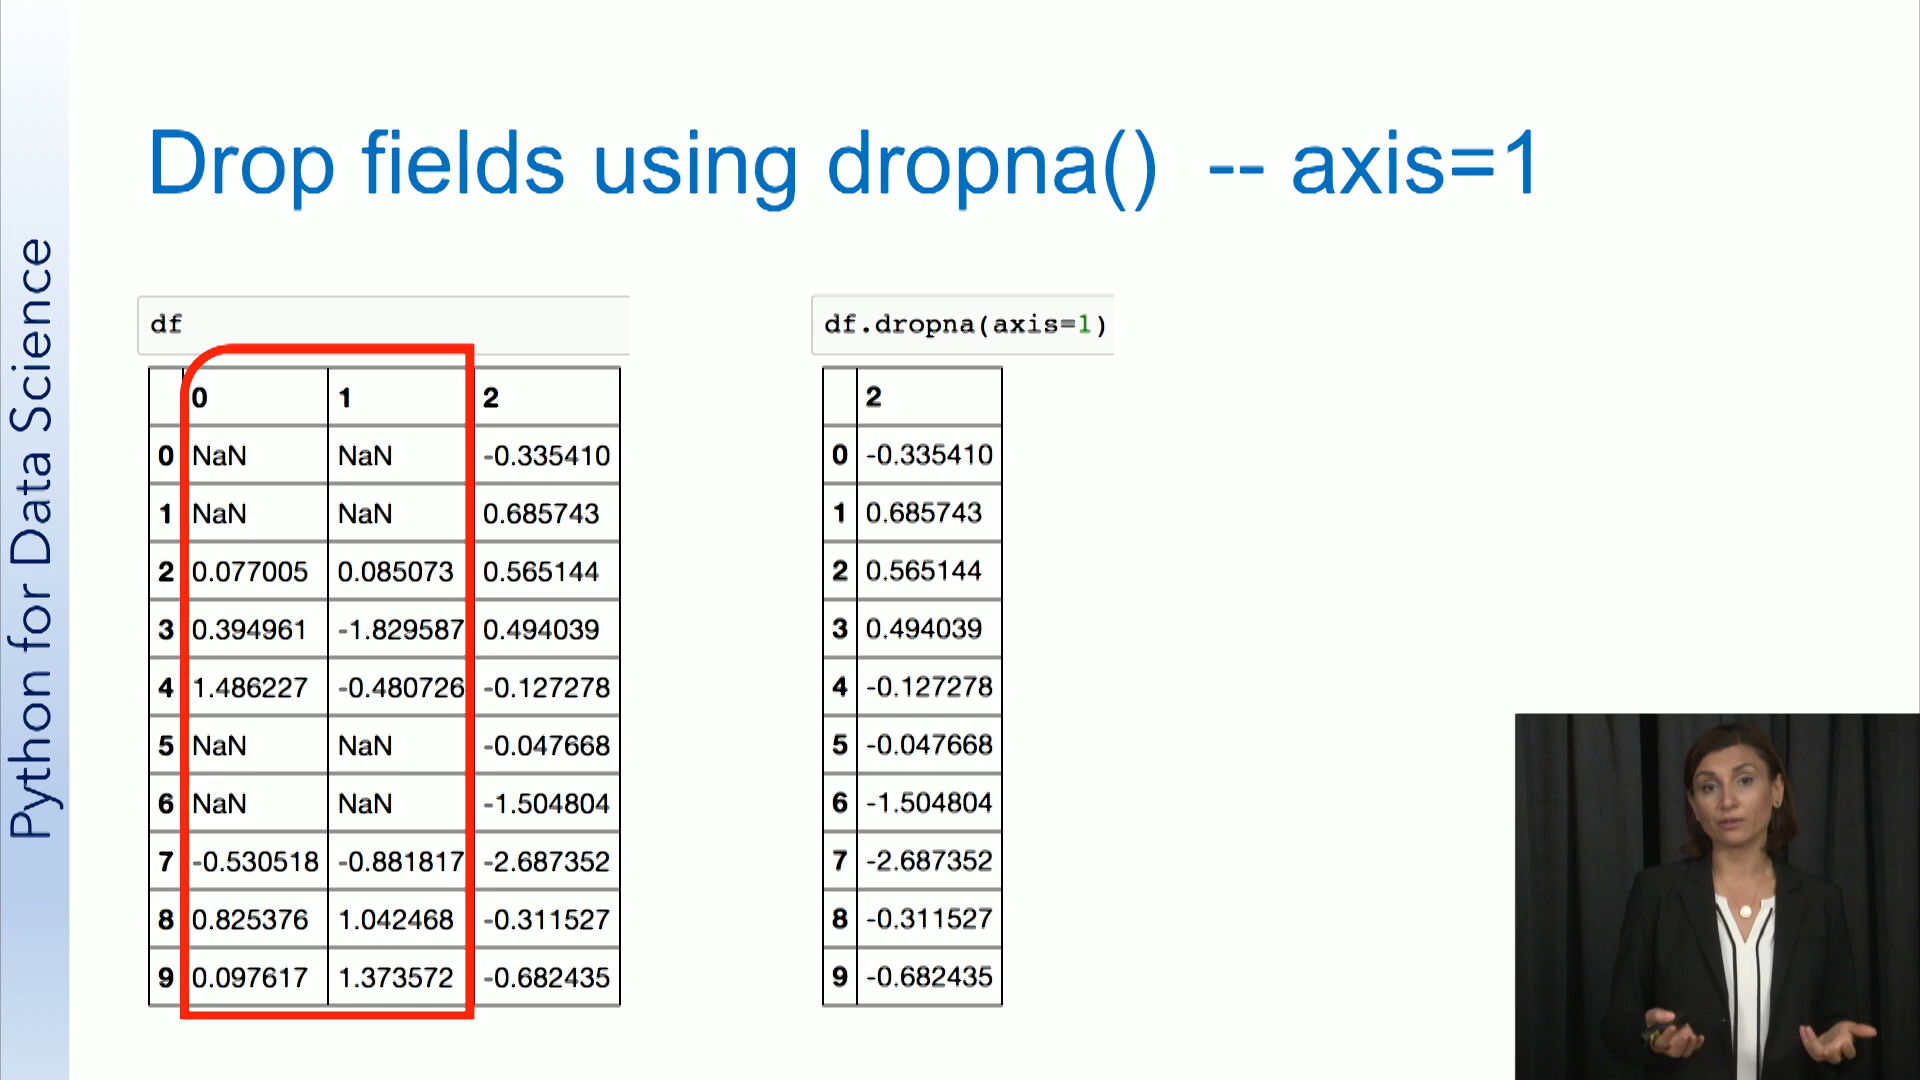 Python for Data Science
Drop fields using dropna() -- axis=1
df
0 1 2
0 NaN NaN -0.335410
1 NaN NaN 0.685743
2 0.077005 0.085073 0.565144
3 0.394961 -1.829587 0.494039
4 1.486227 -0.480726 -0.127278
5 NaN NaN -0.047668
6 NaN NaN -1.504804
7 -0.530518 -0.881817 -2.687352
8 0.825376 1.042468 -0.311527
9 0.097617 1.373572 -0.682435
df.dropna(axis=1)
2
0 -0.335410
1 0.685743
2 0.565144
3 0.494039
4 -0.127278
5 -0.047668
6 -1.504804
7 -2.687352
8 -0.311527
9 -0.682435